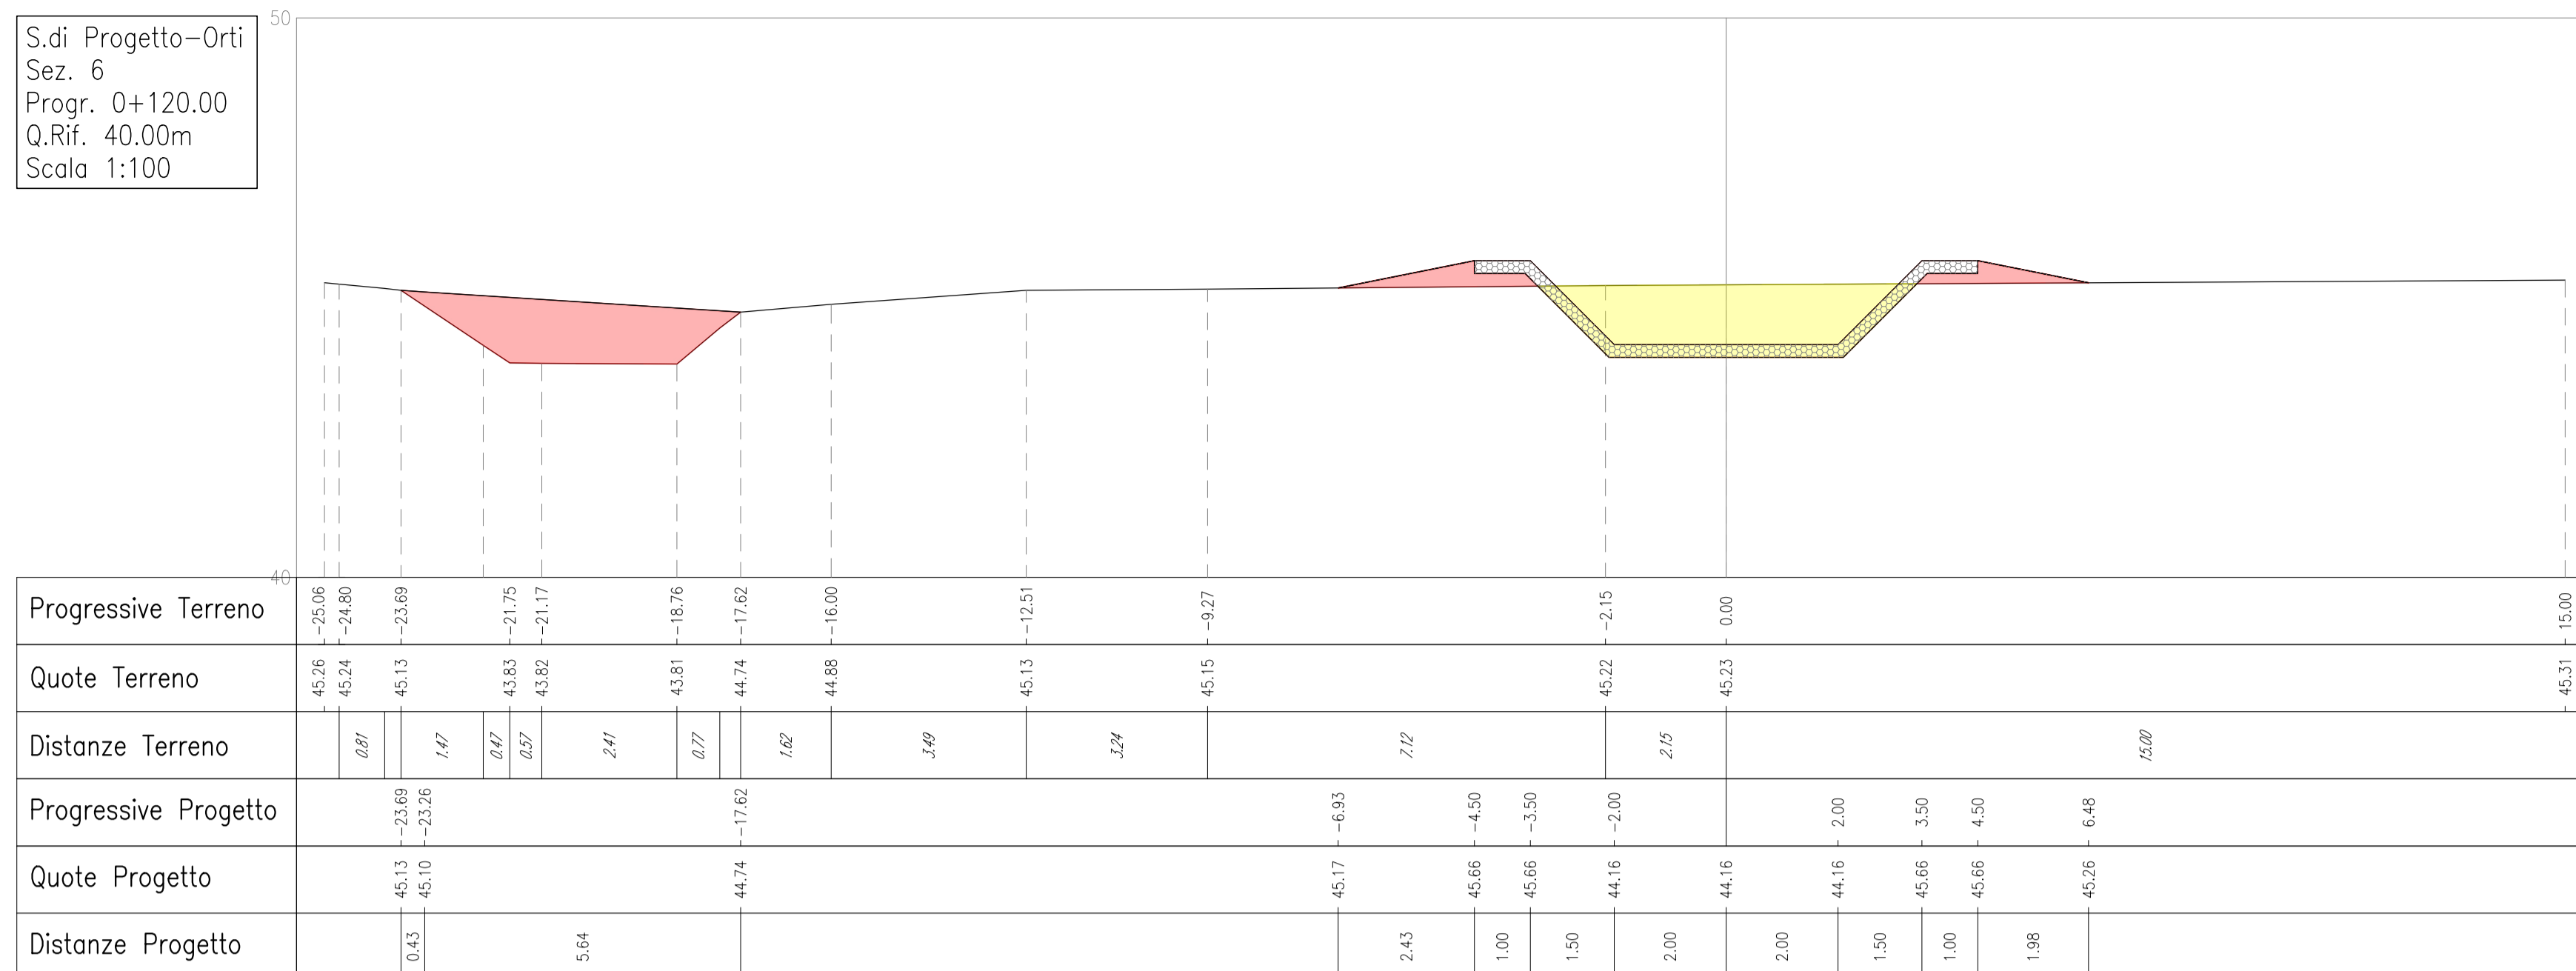 S.di Progetto-Orti
Sez. 6
Progr. 0+120.00
Q.Rif. 40.00m
Scala 1:100
50
40
Progressive Terreno -25.06 -24.80 -23.69 -21.75 -21.17 -18.76 -17.62 -16.00 -12.51 -9.27 -2.15 0.00 15.00
Quote Terreno 45.26 45.24 45.13 43.83 43.82 43.81 44.74 44.88 45.13 45.15 45.22 45.23 45.31
Distanze Terreno 0.81 1.47 0.47 0.57 2.41 0.77 1.62 3.49 3.24 7.12 2.15 15.00
Progressive Progetto -23.69 -23.26 -17.62 -6.93 -4.50 -3.50 -2.00 2.00 3.50 4.50 6.48
Quote Progetto 45.13 45.10 44.74 45.17 45.66 45.66 44.16 44.16 44.16 45.66 45.66 45.26
Distanze Progetto 0.43 5.64 2.43 1.00 1.50 2.00 2.00 1.50 1.00 1.98